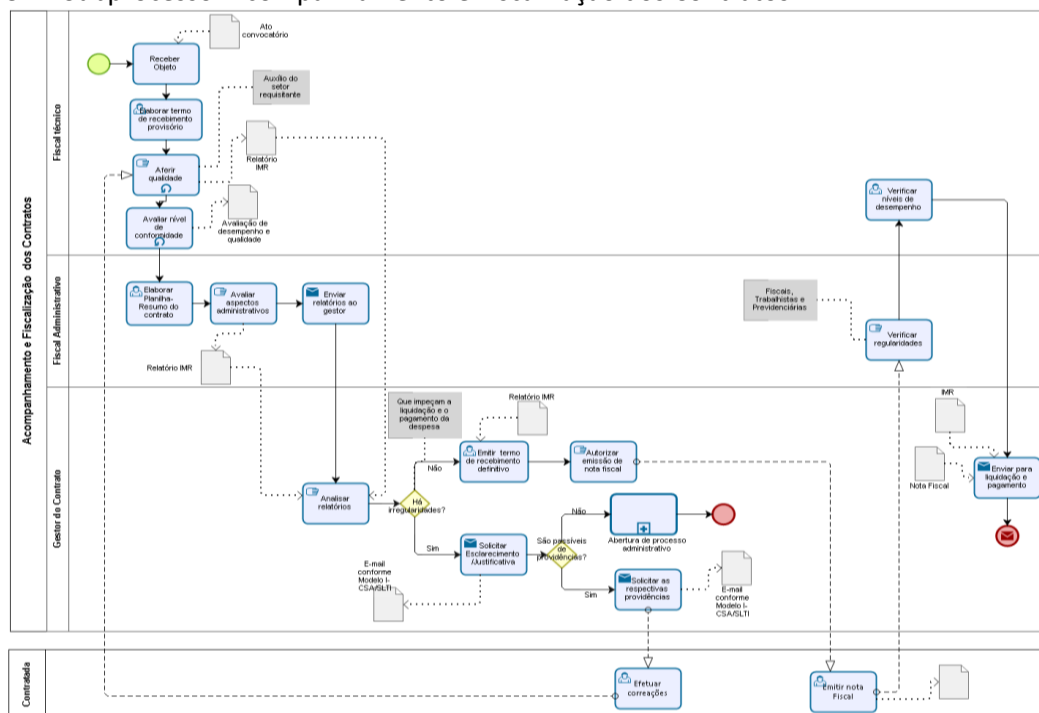 Acompanhamento e Fiscalização dos Contratos
Fiscal técnico
Ato
convocatório
Receber
Objeto
Auxílio do
setor
requisitante
Elaborar termo
de recebimento
provisório
Relatório
IMR
Aferir
qualidade
Avaliar nível
de
conformidade
Avaliação de
desempenho e
qualidade
Verificar
níveis de
desempenho
Fiscal Administrativo
Elaborar
Planilha-
Resumo do
contrato
Avaliar
aspectos
administrativos
Enviar
relatórios ao
gestor
Relatório IMR
Fiscais,
Trabalhistas e
Previdenciárias
Verificar
regularidades
Gestor do Contrato
Que impeçam a
liquidação e o
pagamento da
despesa
Relatório IMR
IMR
Não
Emitir termo
de recebimento
definitivo
Autorizar
emissão de
nota fiscal
Enviar para
liquidação e
pagamento
Nota Fiscal
Analisar
relatórios
Há
irregularidades?
Sim
Solicitar
Esclarecimento
/Justificativa
São passíveis
de
providências?
Não
Abertura de processo
administrativo
Sim
Solicitar as
respectivas
providências
E-mail
conforme
Modelo I-
CSA/SLTI
E-mail
conforme
Modelo I-
CSA/SLTI
Contratada
Efetuar
correações
Emitir nota
Fiscal